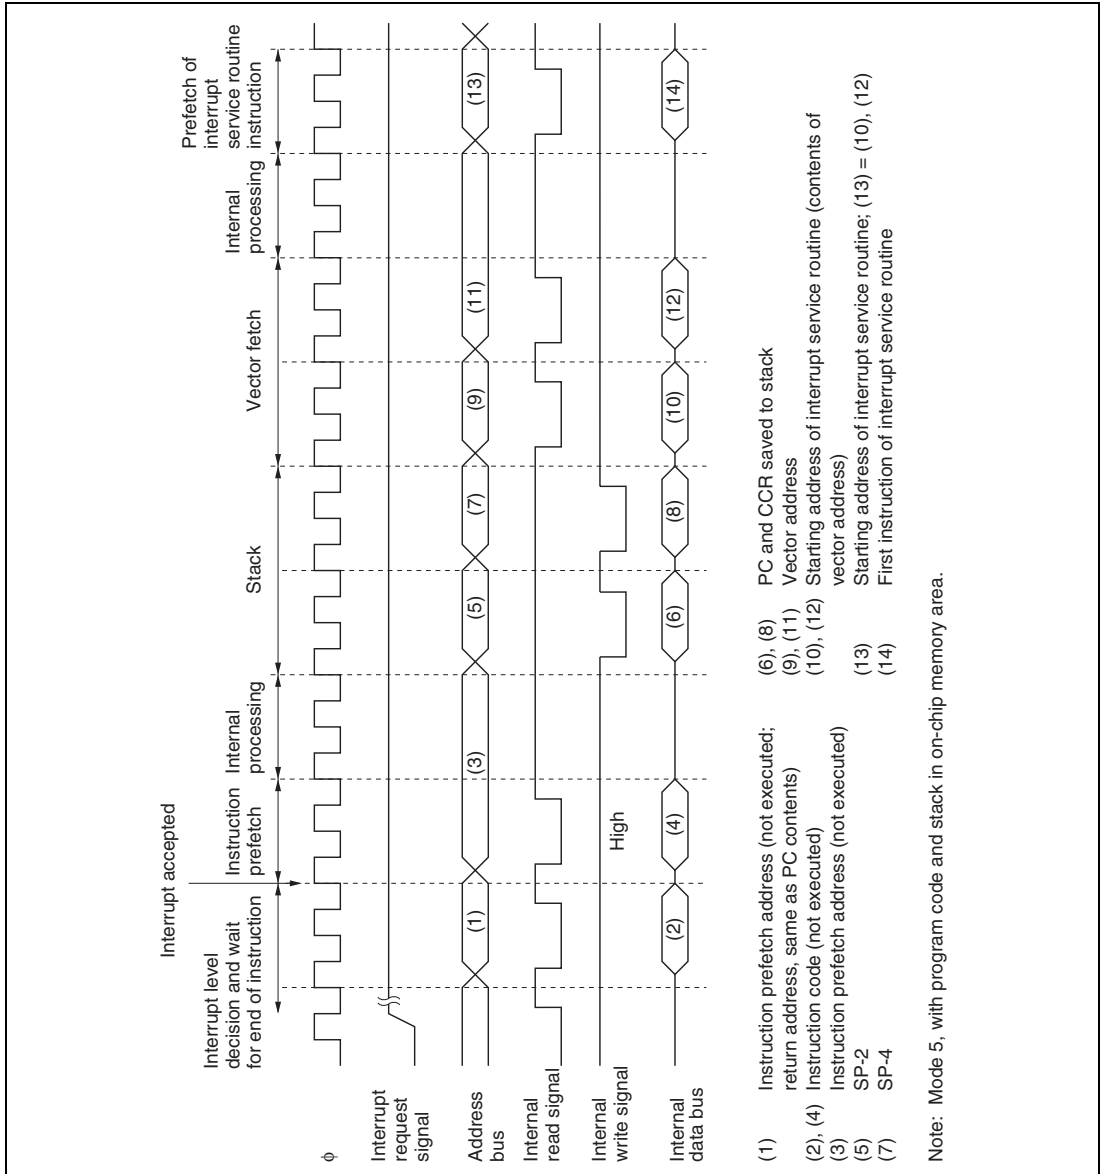 Interrupt accepted
Interrupt level
decision and wait
for end of instruction
Instruction
prefetch
Internal
processing
Stack
Vector fetch
Internal
processing
Prefetch of
interrupt
service routine
instruction
φ
Interrupt
request
signal
Address
bus
(1)
(3)
(5)
(7)
(9)
(11)
(13)
Internal
read signal
Internal
write signal
High
Internal
data bus
(2)
(4)
(6)
(8)
(10)
(12)
(14)
(1) Instruction prefetch address (not executed;
return address, same as PC contents)
(2), (4) Instruction code (not executed)
(3) Instruction prefetch address (not executed)
(5) SP-2
(7) SP-4
(6), (8) PC and CCR saved to stack
(9), (11) Vector address
(10), (12) Starting address of interrupt service routine (contents of
vector address)
(13) Starting address of interrupt service routine; (13) = (10), (12)
(14) First instruction of interrupt service routine
Note: Mode 5, with program code and stack in on-chip memory area.